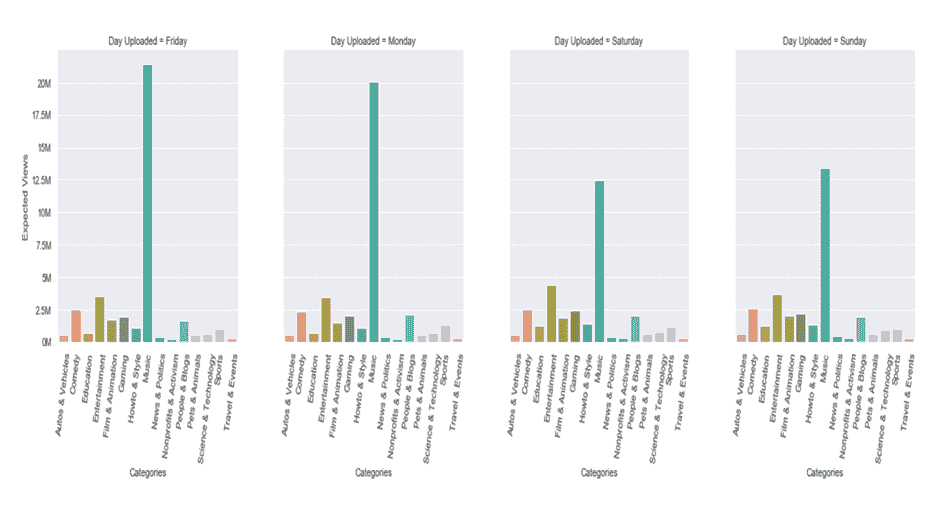 Day Uploaded = Friday
Day Uploaded = Monday
Day Uploaded = Saturday
Day Uploaded = Sunday
Expected Views
20M
17.5M
15M
12.5M
10M
7.5M
5M
2.5M
0M
Autos & Vehicles
Comedy
Education
Entertainment
Film & Animation
Gaming
Howto & Style
Music
News & Politics
Nonprofits & Activism
People & Blogs
Pets & Animals
Science & Technology
Sports
Travel & Events
Autos & Vehicles
Comedy
Education
Entertainment
Film & Animation
Gaming
Howto & Style
Music
News & Politics
Nonprofits & Activism
People & Blogs
Pets & Animals
Science & Technology
Sports
Travel & Events
Autos & Vehicles
Comedy
Education
Entertainment
Film & Animation
Gaming
Howto & Style
Music
News & Politics
Nonprofits & Activism
People & Blogs
Pets & Animals
Science & Technology
Sports
Travel & Events
Autos & Vehicles
Comedy
Education
Entertainment
Film & Animation
Gaming
Howto & Style
Music
News & Politics
Nonprofits & Activism
People & Blogs
Pets & Animals
Science & Technology
Sports
Travel & Events
Categories
Categories
Categories
Categories